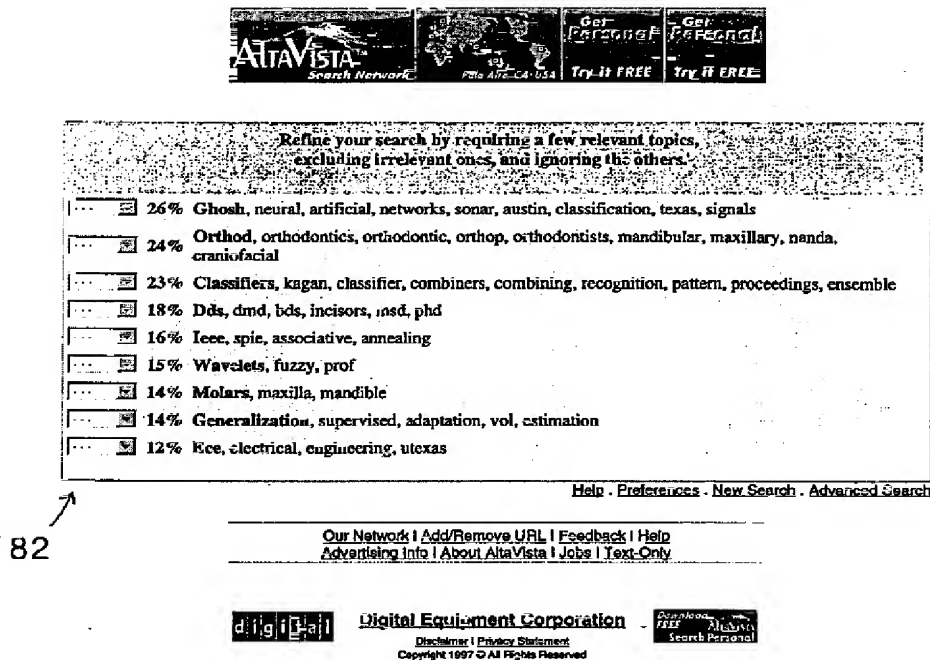 Get Personal Get Personal
ALTAVISTA
Search Network Palo Alto, CA · USA Try it FREE Try it FREE
Refine your search by requiring a few relevant topics,
excluding irrelevant ones, and ignoring the others.
... 26% Ghosh, neural, artificial, networks, sonar, austin, classification, texas, signals
... 24% Orthod, orthodontics, orthodontic, orthop, orthodontists, mandibular, maxillary, nanda,
craniofacial
... 23% Classifiers, kagan, classifier, combiners, combining, recognition, pattern, proceedings, ensemble
... 18% Dds, dmd, bds, incisors, msd, phd
... 16% Ieee, spie, associative, annealing
... 15% Wavelets, fuzzy, prof
... 14% Molars, maxilla, mandible
... 14% Generalization, supervised, adaptation, vol, estimation
... 12% Ece, electrical, engineering, utexas
Help . Preferences . New Search . Advanced Search
82
Our Network | Add/Remove URL | Feedback | Help
Advertising Info | About AltaVista | Jobs | Text-Only
digital Digital Equipment Corporation Download FREE AltaVista Search Personal
Disclaimer | Privacy Statement
Copyright 1997 © All Rights Reserved